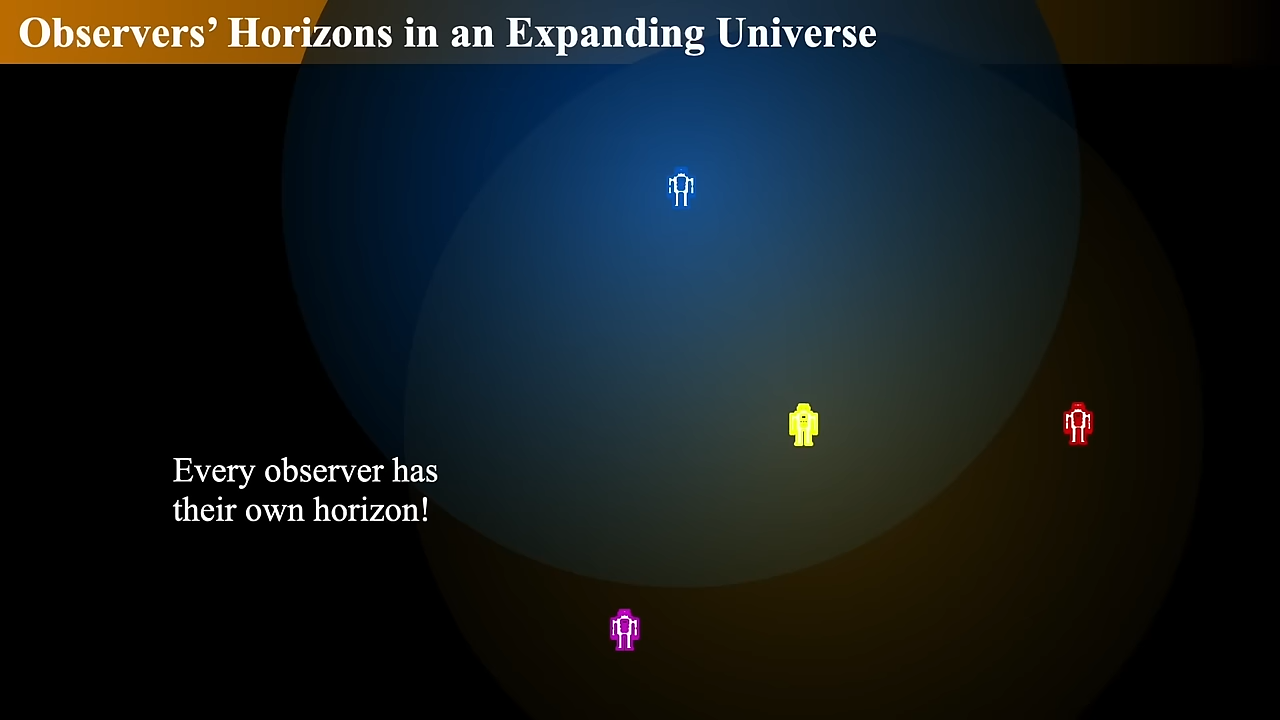 Observers’ Horizons in an Expanding Universe
Every observer has
their own horizon!